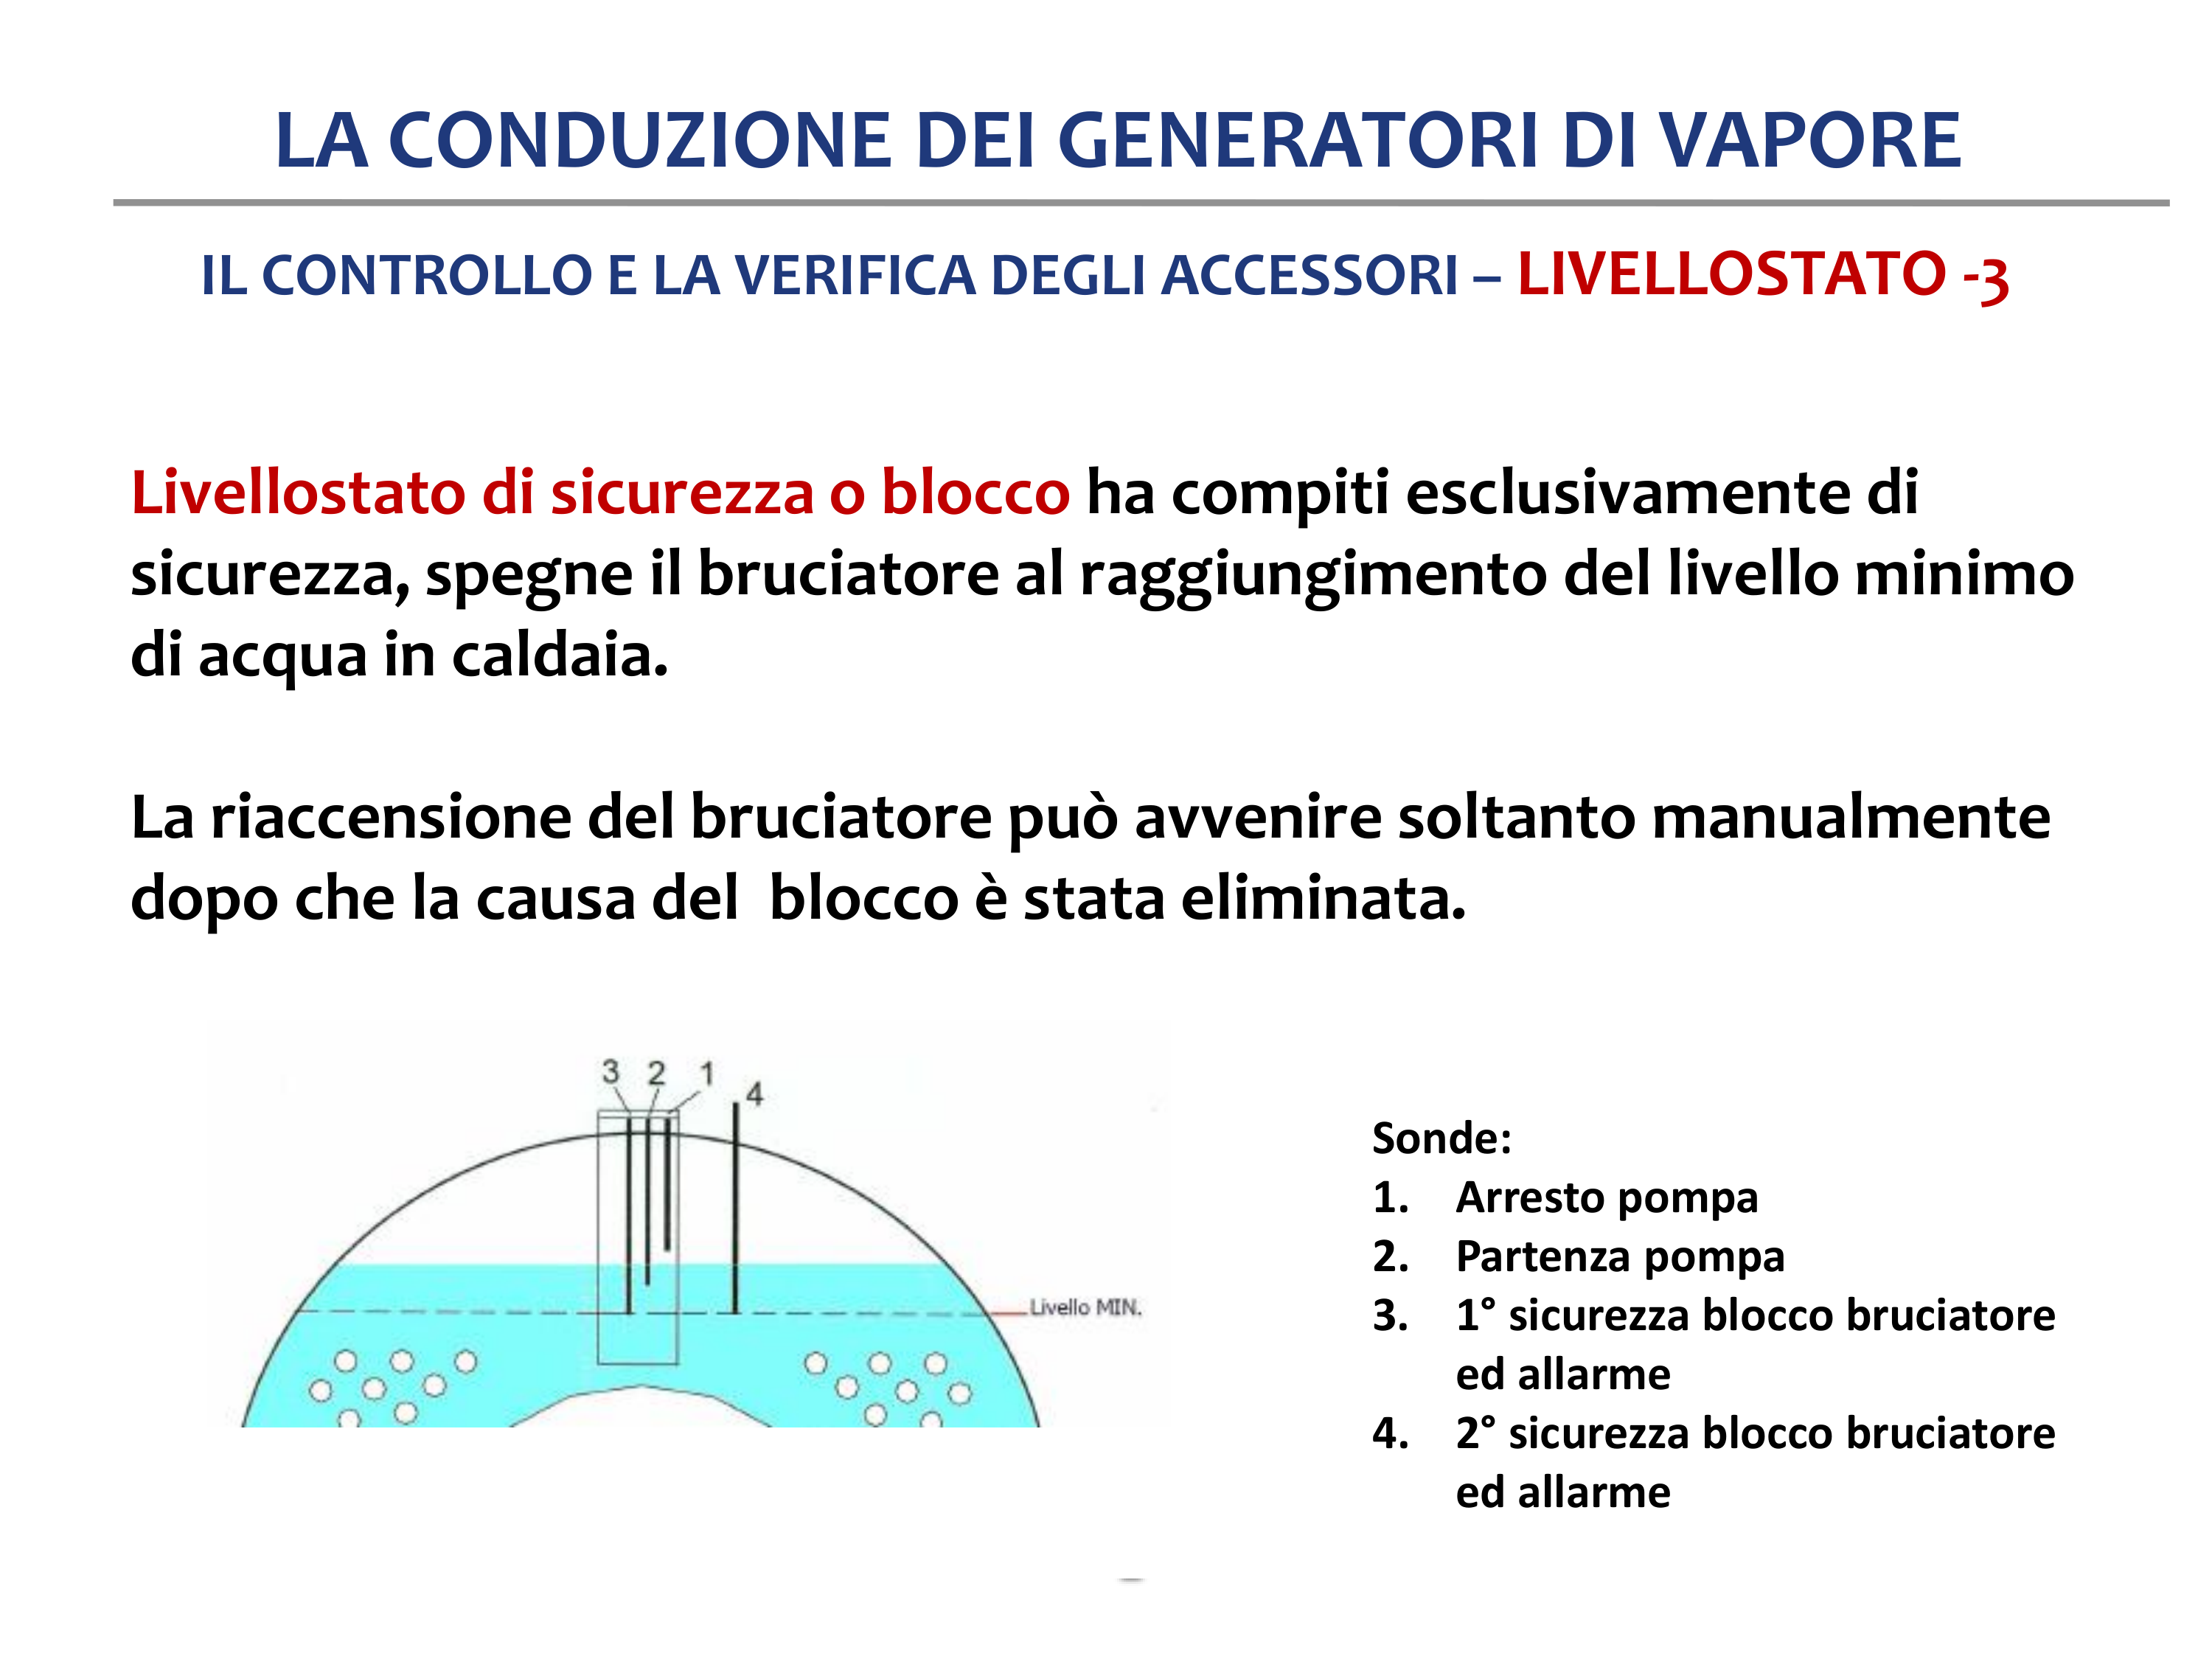 LA CONDUZIONE DEI GENERATORI DI VAPORE
IL CONTROLLO E LA VERIFICA DEGLI ACCESSORI – LIVELLOSTATO -3
Livellostato di sicurezza o blocco ha compiti esclusivamente di
sicurezza, spegne il bruciatore al raggiungimento del livello minimo
di acqua in caldaia.
La riaccensione del bruciatore può avvenire soltanto manualmente
dopo che la causa del  blocco è stata eliminata.
3 2 1
4
Livello MIN.
Sonde:
1. Arresto pompa
2. Partenza pompa
3. 1° sicurezza blocco bruciatore
ed allarme
4. 2° sicurezza blocco bruciatore
ed allarme